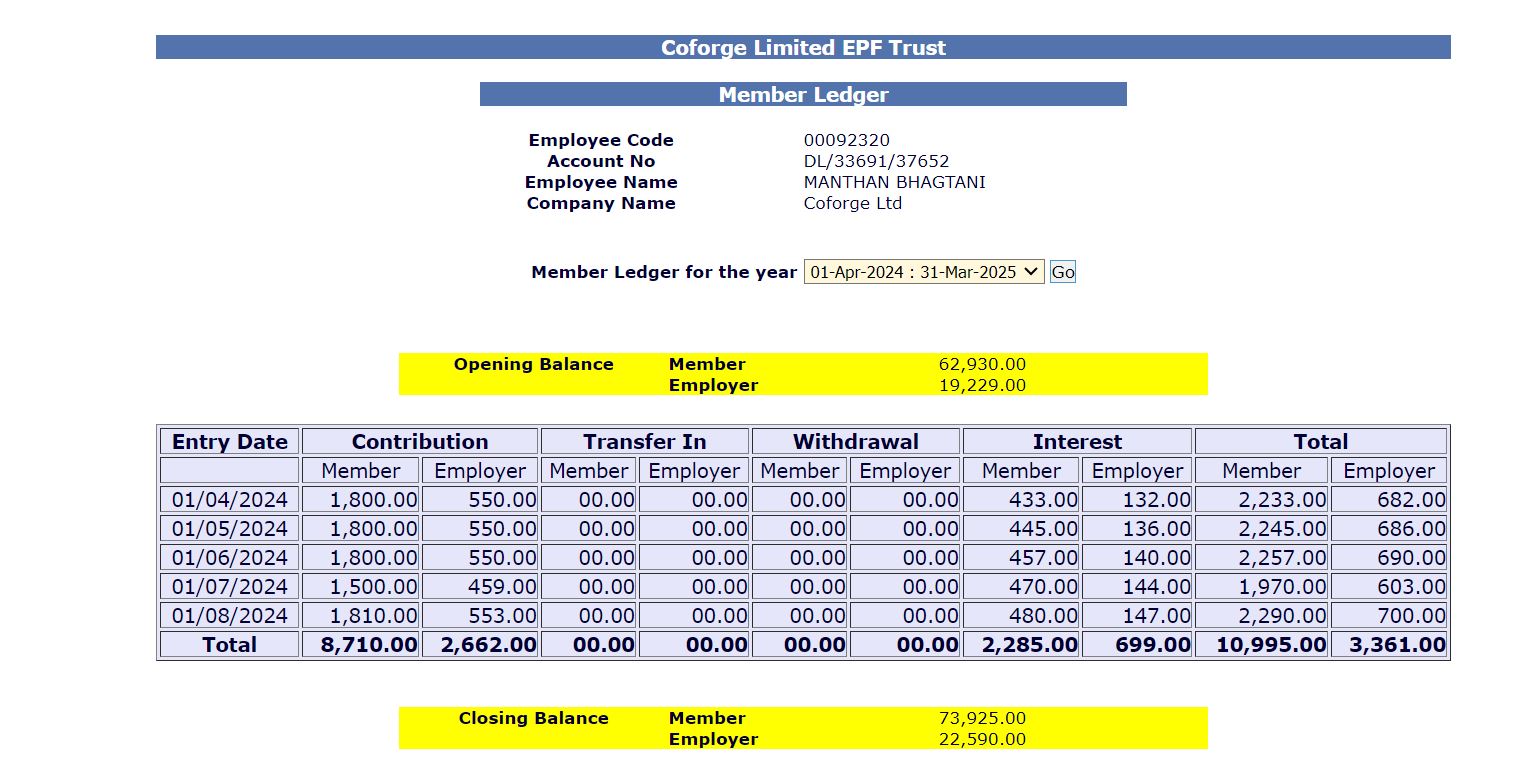 Coforge Limited EPF Trust
Member Ledger
Employee Code 00092320
Account No DL/33691/37652
Employee Name MANTHAN BHAGTANI
Company Name Coforge Ltd
Member Ledger for the year 01-Apr-2024 : 31-Mar-2025 Go
Opening Balance Member 62,930.00
Employer 19,229.00
Entry Date Contribution Transfer In Withdrawal Interest Total
Member Employer Member Employer Member Employer Member Employer Member Employer
01/04/2024 1,800.00 550.00 00.00 00.00 00.00 00.00 433.00 132.00 2,233.00 682.00
01/05/2024 1,800.00 550.00 00.00 00.00 00.00 00.00 445.00 136.00 2,245.00 686.00
01/06/2024 1,800.00 550.00 00.00 00.00 00.00 00.00 457.00 140.00 2,257.00 690.00
01/07/2024 1,500.00 459.00 00.00 00.00 00.00 00.00 470.00 144.00 1,970.00 603.00
01/08/2024 1,810.00 553.00 00.00 00.00 00.00 00.00 480.00 147.00 2,290.00 700.00
Total 8,710.00 2,662.00 00.00 00.00 00.00 00.00 2,285.00 699.00 10,995.00 3,361.00
Closing Balance Member 73,925.00
Employer 22,590.00